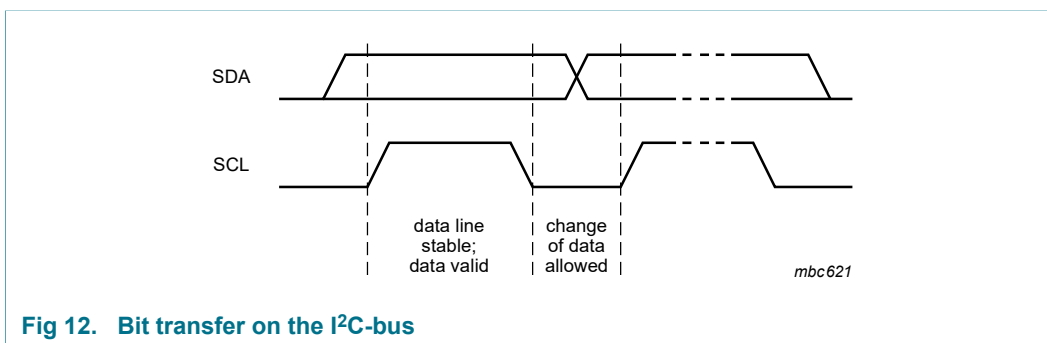 SDA
SCL
data line
stable;
data valid
change
of data
allowed
mbc621
Fig 12. Bit transfer on the I²C-bus